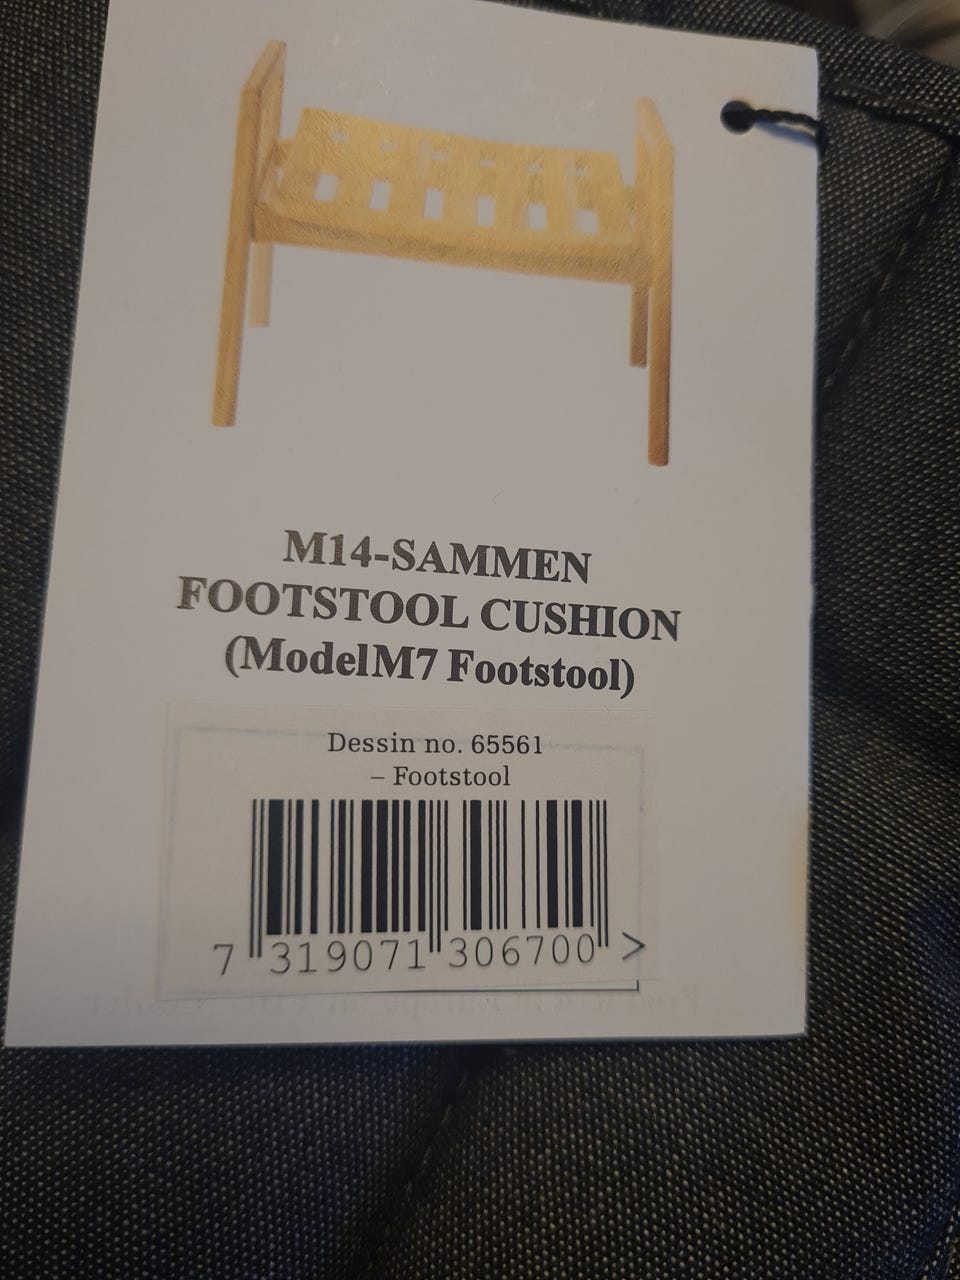 M14-SAMMEN
FOOTSTOOL CUSHION
(ModelM7 Footstool)
Dessin no. 65561
– Footstool
7 319071 306700 >